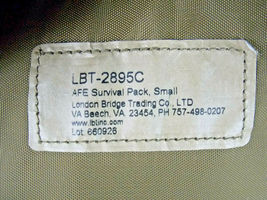 LBT-2895C
AFE Survival Pack, Small
London Bridge Trading Co., LTD
VA Beach, VA. 23454, PH 757-498-0207
www.lbtinc.com
Lot: 660926